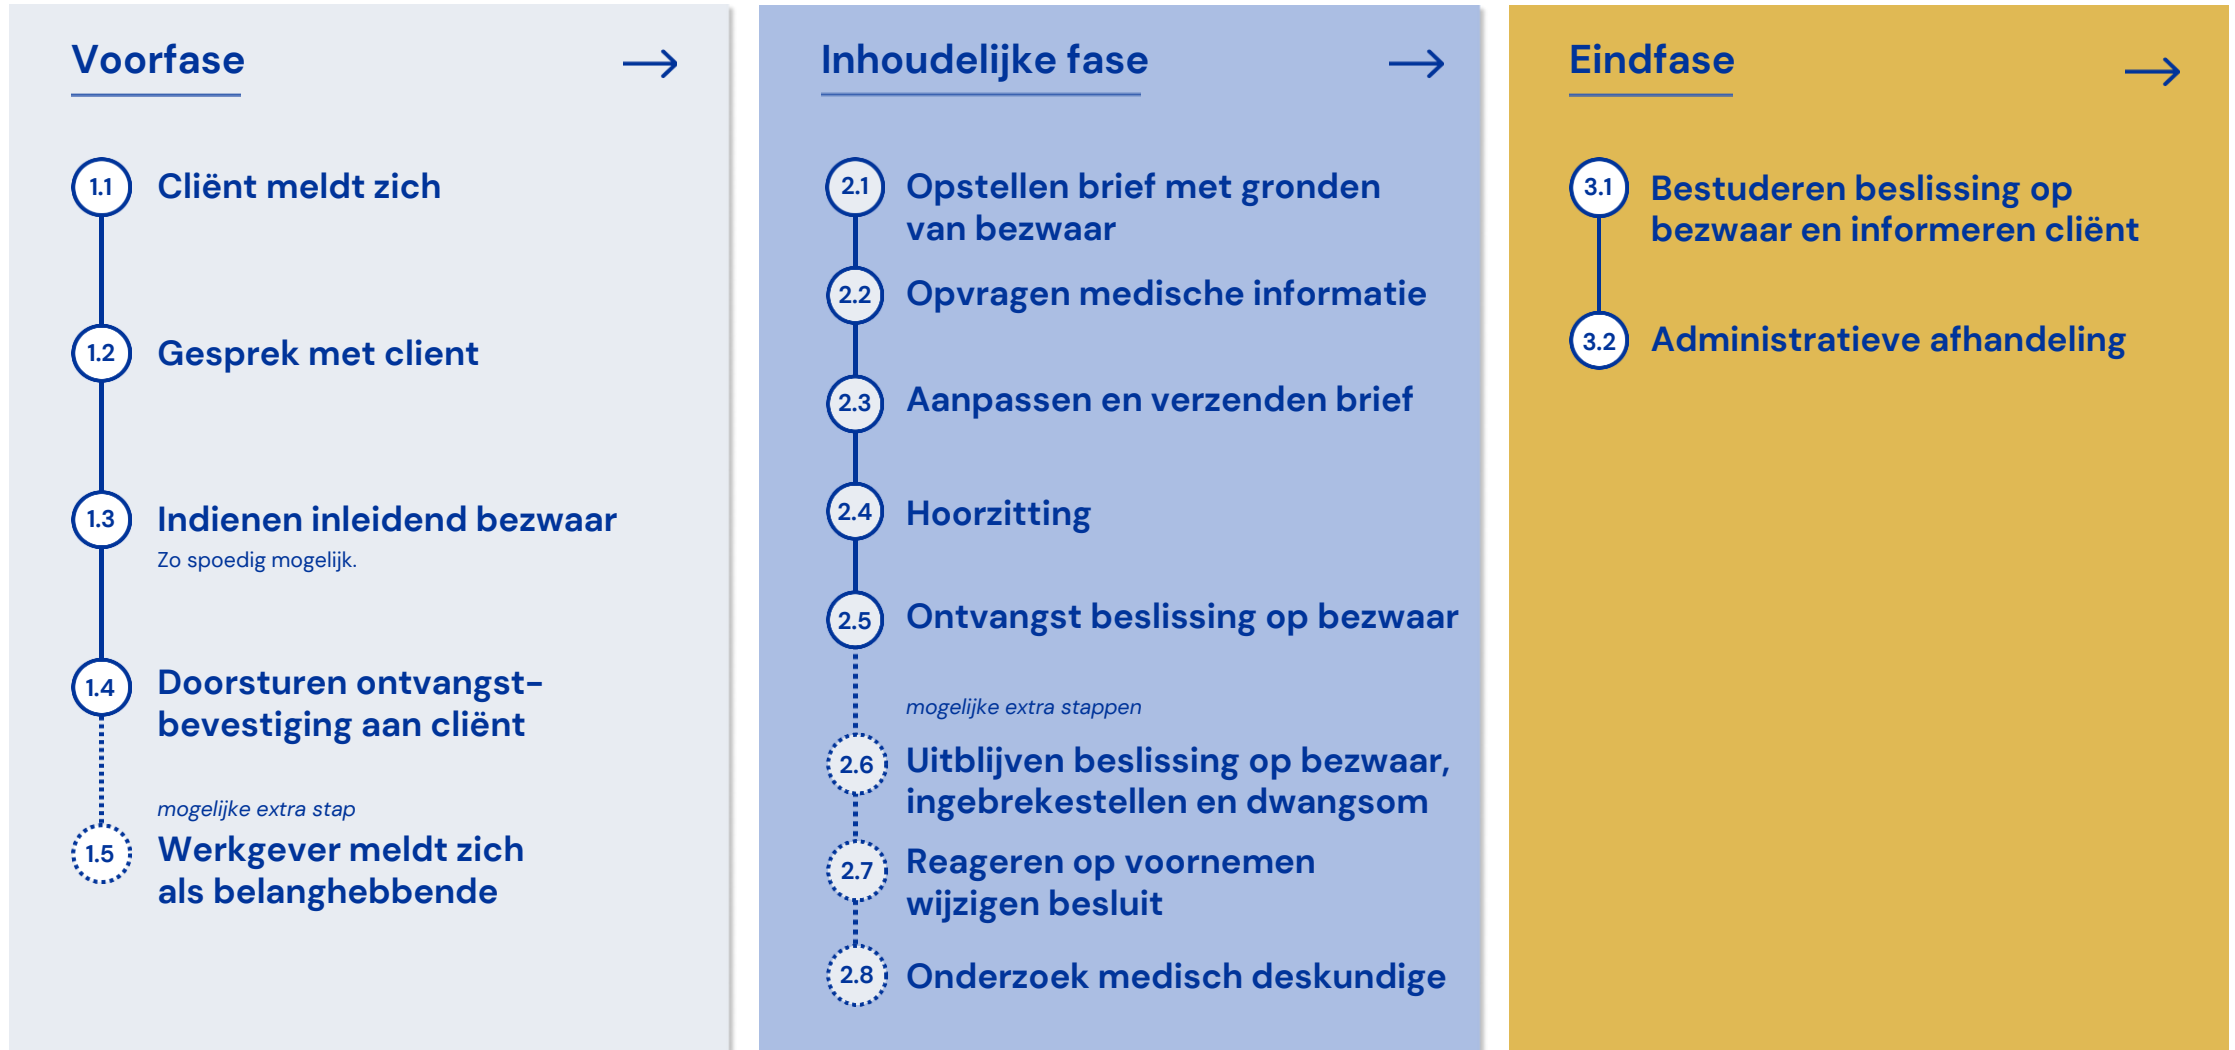 Voorfase
1.1
Cliënt meldt zich
1.2
Gesprek met client
1.3
Indienen inleidend bezwaar
Zo spoedig mogelijk.
1.4
Doorsturen ontvangst-
bevestiging aan cliënt
mogelijke extra stap
1.5
Werkgever meldt zich
als belanghebbende
Inhoudelijke fase
2.1
Opstellen brief met gronden
van bezwaar
2.2
Opvragen medische informatie
2.3
Aanpassen en verzenden brief
2.4
Hoorzitting
2.5
Ontvangst beslissing op bezwaar
mogelijke extra stappen
2.6
Uitblijven beslissing op bezwaar,
ingebrekestellen en dwangsom
2.7
Reageren op voornemen
wijzigen besluit
2.8
Onderzoek medisch deskundige
Eindfase
3.1
Bestuderen beslissing op
bezwaar en informeren cliënt
3.2
Administratieve afhandeling